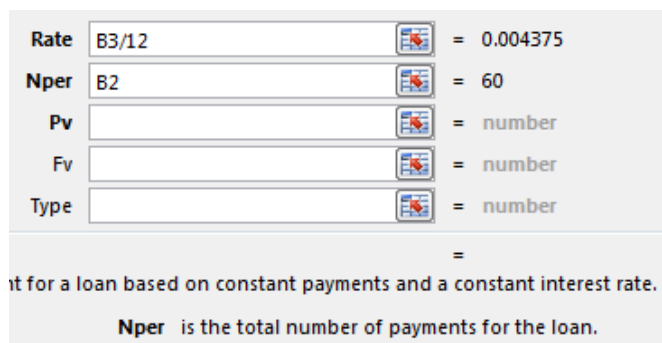 Rate B3/12 = 0.004375
Nper B2 = 60
Pv = number
Fv = number
Type = number
=
for a loan based on constant payments and a constant interest rate.
Nper is the total number of payments for the loan.